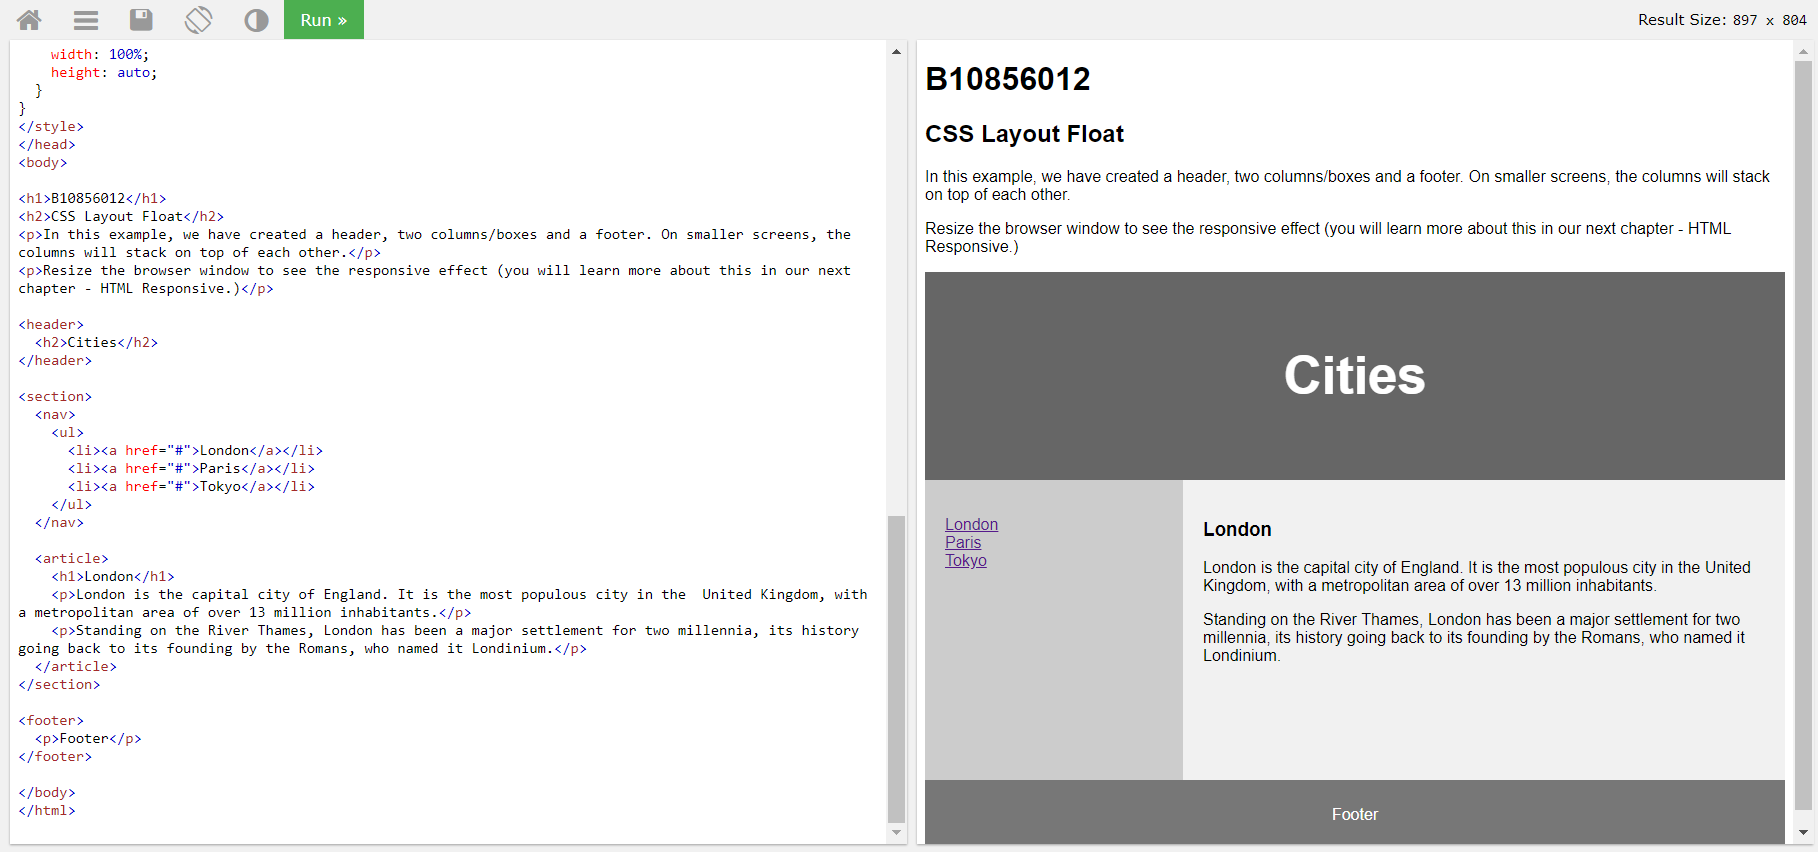 Run »
Result Size: 897 x 804
width: 100%;
height: auto;
}
}
</style>
</head>
<body>
<h1>B10856012</h1>
<h2>CSS Layout Float</h2>
<p>In this example, we have created a header, two columns/boxes and a footer. On smaller screens, the
columns will stack on top of each other.</p>
<p>Resize the browser window to see the responsive effect (you will learn more about this in our next
chapter - HTML Responsive.)</p>
<header>
<h2>Cities</h2>
</header>
<section>
<nav>
<ul>
<li><a href="#">London</a></li>
<li><a href="#">Paris</a></li>
<li><a href="#">Tokyo</a></li>
</ul>
</nav>
<article>
<h1>London</h1>
<p>London is the capital city of England. It is the most populous city in the  United Kingdom, with
a metropolitan area of over 13 million inhabitants.</p>
<p>Standing on the River Thames, London has been a major settlement for two millennia, its history
going back to its founding by the Romans, who named it Londinium.</p>
</article>
</section>
<footer>
<p>Footer</p>
</footer>
</body>
</html>
B10856012
CSS Layout Float
In this example, we have created a header, two columns/boxes and a footer. On smaller screens, the columns will stack
on top of each other.
Resize the browser window to see the responsive effect (you will learn more about this in our next chapter - HTML
Responsive.)
Cities
London
Paris
Tokyo
London
London is the capital city of England. It is the most populous city in the United
Kingdom, with a metropolitan area of over 13 million inhabitants.
Standing on the River Thames, London has been a major settlement for two
millennia, its history going back to its founding by the Romans, who named it
Londinium.
Footer